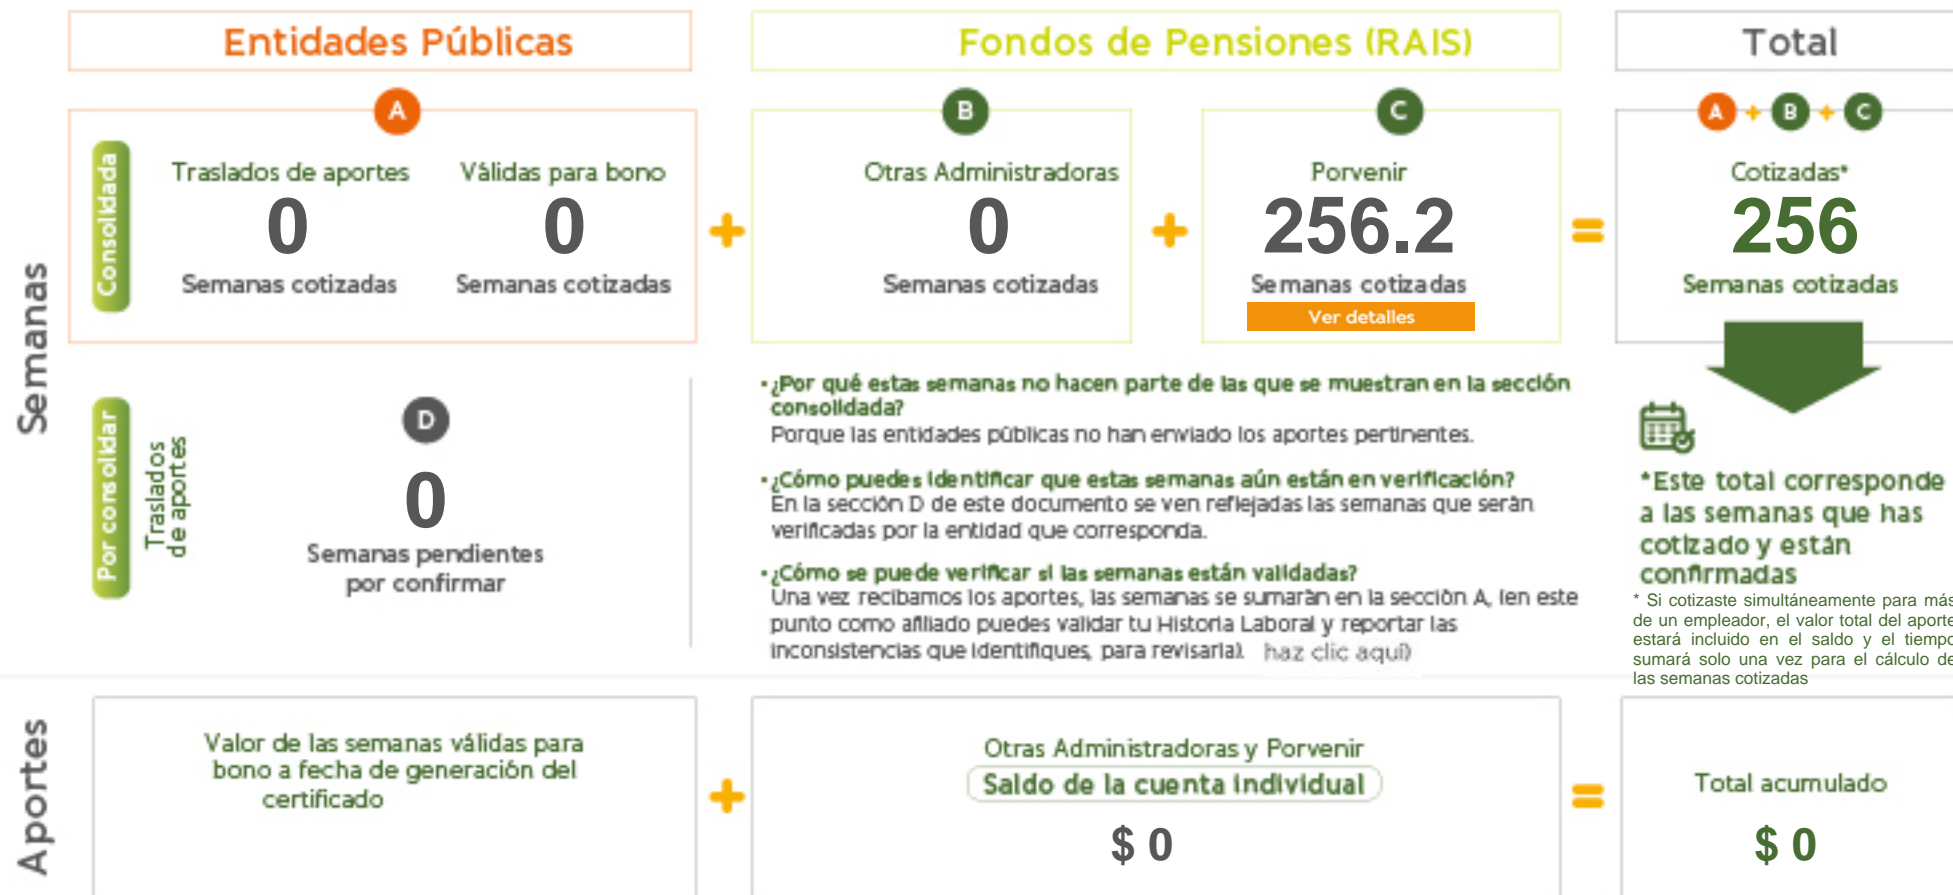 Entidades Públicas
Fondos de Pensiones (RAIS)
Total
Semanas
Consolidada
A
Traslados de aportes
0
Semanas cotizadas
Válidas para bono
0
Semanas cotizadas
+
B
Otras Administradoras
0
Semanas cotizadas
+
C
Porvenir
256.2
Semanas cotizadas
Ver detalles
=
A + B + C
Cotizadas*
256
Semanas cotizadas
Por consolidar
Traslados
de aportes
D
0
Semanas pendientes
por confirmar
• ¿Por qué estas semanas no hacen parte de las que se muestran en la sección
consolidada?
Porque las entidades públicas no han enviado los aportes pertinentes.
• ¿Cómo puedes identificar que estas semanas aún están en verificación?
En la sección D de este documento se ven reflejadas las semanas que serán
verificadas por la entidad que corresponda.
• ¿Cómo se puede verificar si las semanas están validadas?
Una vez recibamos los aportes, las semanas se sumarán en la sección A, (en este
punto como afiliado puedes validar tu Historia Laboral y reportar las
inconsistencias que identifiques, para revisarla). haz clic aquí)
*Este total corresponde
a las semanas que has
cotizado y están
confirmadas
* Si cotizaste simultáneamente para más
de un empleador, el valor total del aporte
estará incluido en el saldo y el tiempo
sumará solo una vez para el cálculo de
las semanas cotizadas
Aportes
Valor de las semanas válidas para
bono a fecha de generación del
certificado
+
Otras Administradoras y Porvenir
Saldo de la cuenta individual
$ 0
=
Total acumulado
$ 0